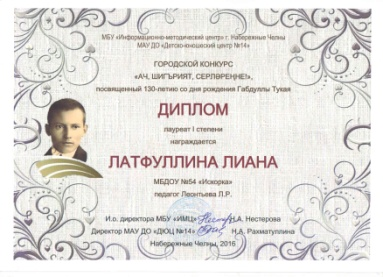 МБУ «Информационно-методический центр» г. Набережные Челны
МАУ ДО «Детско-юношеский центр №14»
ГОРОДСКОЙ КОНКУРС
«АЧ, ШИГЪРИЯТ, СЕРЛӘРЕҢНЕ!»,
посвященный 130-летию со дня рождения Габдуллы Тукая
ДИПЛОМ
лауреат I степени
награждается
ЛАТФУЛЛИНА ЛИАНА
МБДОУ №54 «Искорка»
педагог Леонтьева Л.Р.
И.о. директора МБУ «ИМЦ» Н.А. Нестерова
Директор МАУ ДО «ДЮЦ №14» Н.А. Рахматуллина
Набережные Челны, 2016